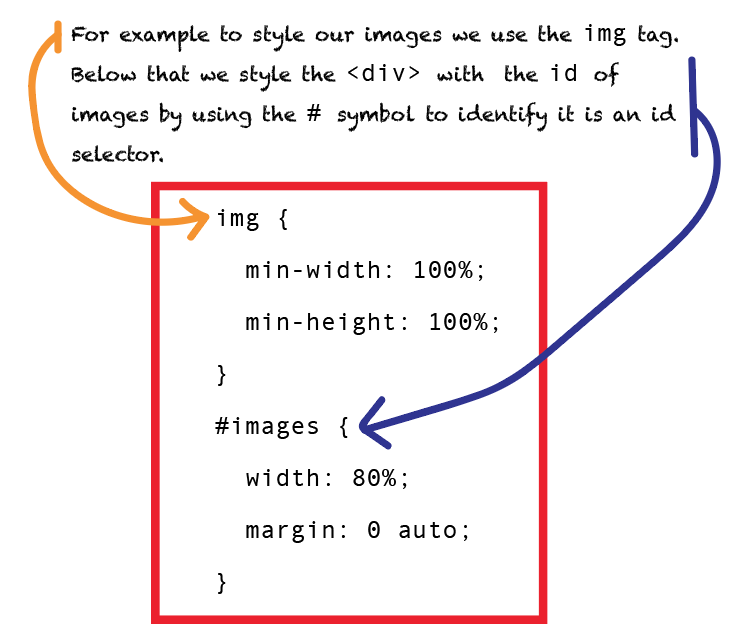 For example to style our images we use the img tag.
Below that we style the <div> with the id of
images by using the # symbol to identify it is an id
selector.
img {
min-width: 100%;
min-height: 100%;
}
#images {
width: 80%;
margin: 0 auto;
}